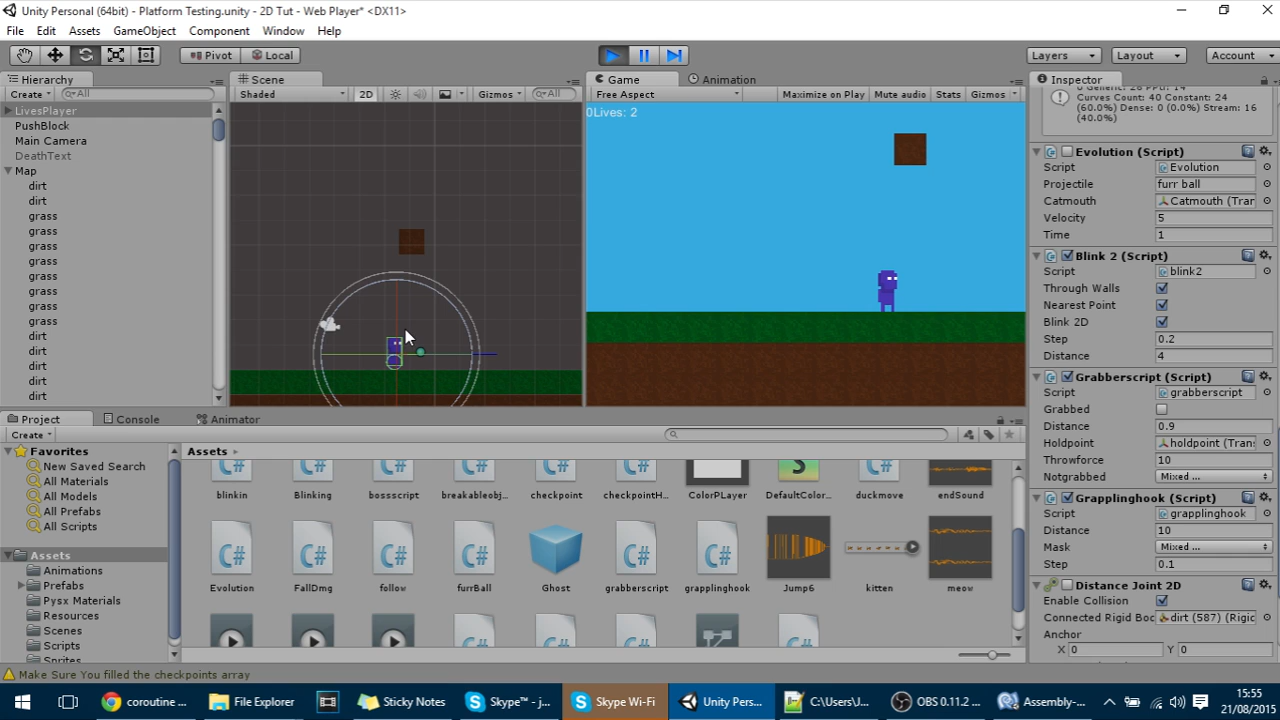 Unity Personal (64bit) - Platform Testing.unity - 2D Tut - Web Player* <DX11>
File Edit Assets GameObject Component Window Help
Pivot Local Layers Layout Account
Hierarchy
Create All
LivesPlayer
PushBlock
Main Camera
DeathText
Map
dirt
dirt
grass
grass
grass
grass
grass
grass
grass
grass
dirt
dirt
dirt
dirt
dirt
Scene
Shaded 2D Gizmos All
Game Animation
Free Aspect Maximize on Play Mute audio Stats Gizmos
0Lives: 2
Inspector
Curves Count: 40 Constant: 24
(60.0%) Dense: 0 (0.0%) Stream: 16
(40.0%)
Evolution (Script)
Script Evolution
Projectile furr ball
Catmouth Catmouth (Trar
Velocity 5
Time 1
Blink 2 (Script)
Script blink2
Through Walls
Nearest Point
Blink 2D
Step 0.2
Distance 4
Grabberscript (Script)
Script grabberscript
Grabbed
Distance 0.9
Holdpoint holdpoint (Tran:
Throwforce 10
Notgrabbed Mixed ...
Grapplinghook (Script)
Script grapplinghook
Distance 10
Mask Mixed ...
Step 0.1
Distance Joint 2D
Enable Collision
Connected Rigid Boc dirt (587) (Rigic
Anchor
X 0 Y 0
Project Console Animator
Create
Favorites
New Saved Search
All Materials
All Models
All Prefabs
All Scripts
Assets
Animations
Prefabs
Pysx Materials
Resources
Scenes
Scripts
Sprites
Assets
blinkin Blinking bossscript breakableobj... checkpoint checkpointH... ColorPLayer DefaultColor... duckmove endSound
Evolution FallDmg follow furrBall Ghost grabberscript grapplinghook Jump6 kitten meow
Make Sure You filled the checkpoints array
coroutine ... File Explorer Sticky Notes Skype™ - j... Skype Wi-Fi Unity Pers... C:\Users\J... OBS 0.11.2 ... Assembly-...
15:55
21/08/2015